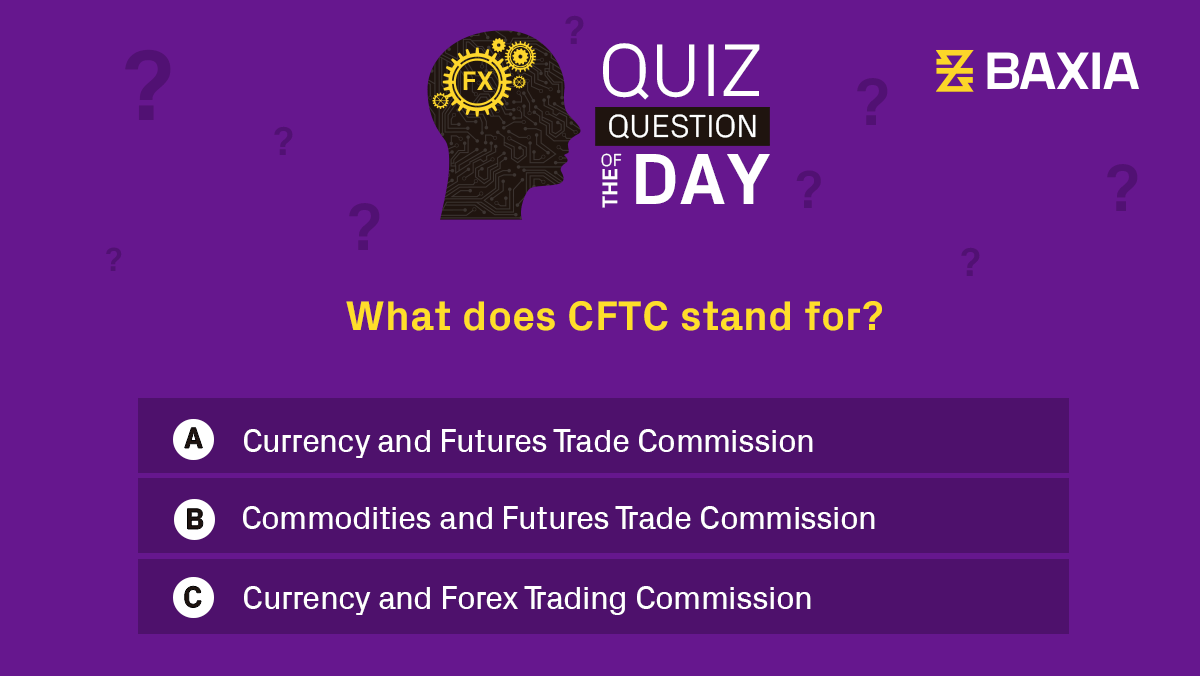 FX
QUIZ
QUESTION
OF THE
DAY
BAXIA
What does CFTC stand for?
A Currency and Futures Trade Commission
B Commodities and Futures Trade Commission
C Currency and Forex Trading Commission